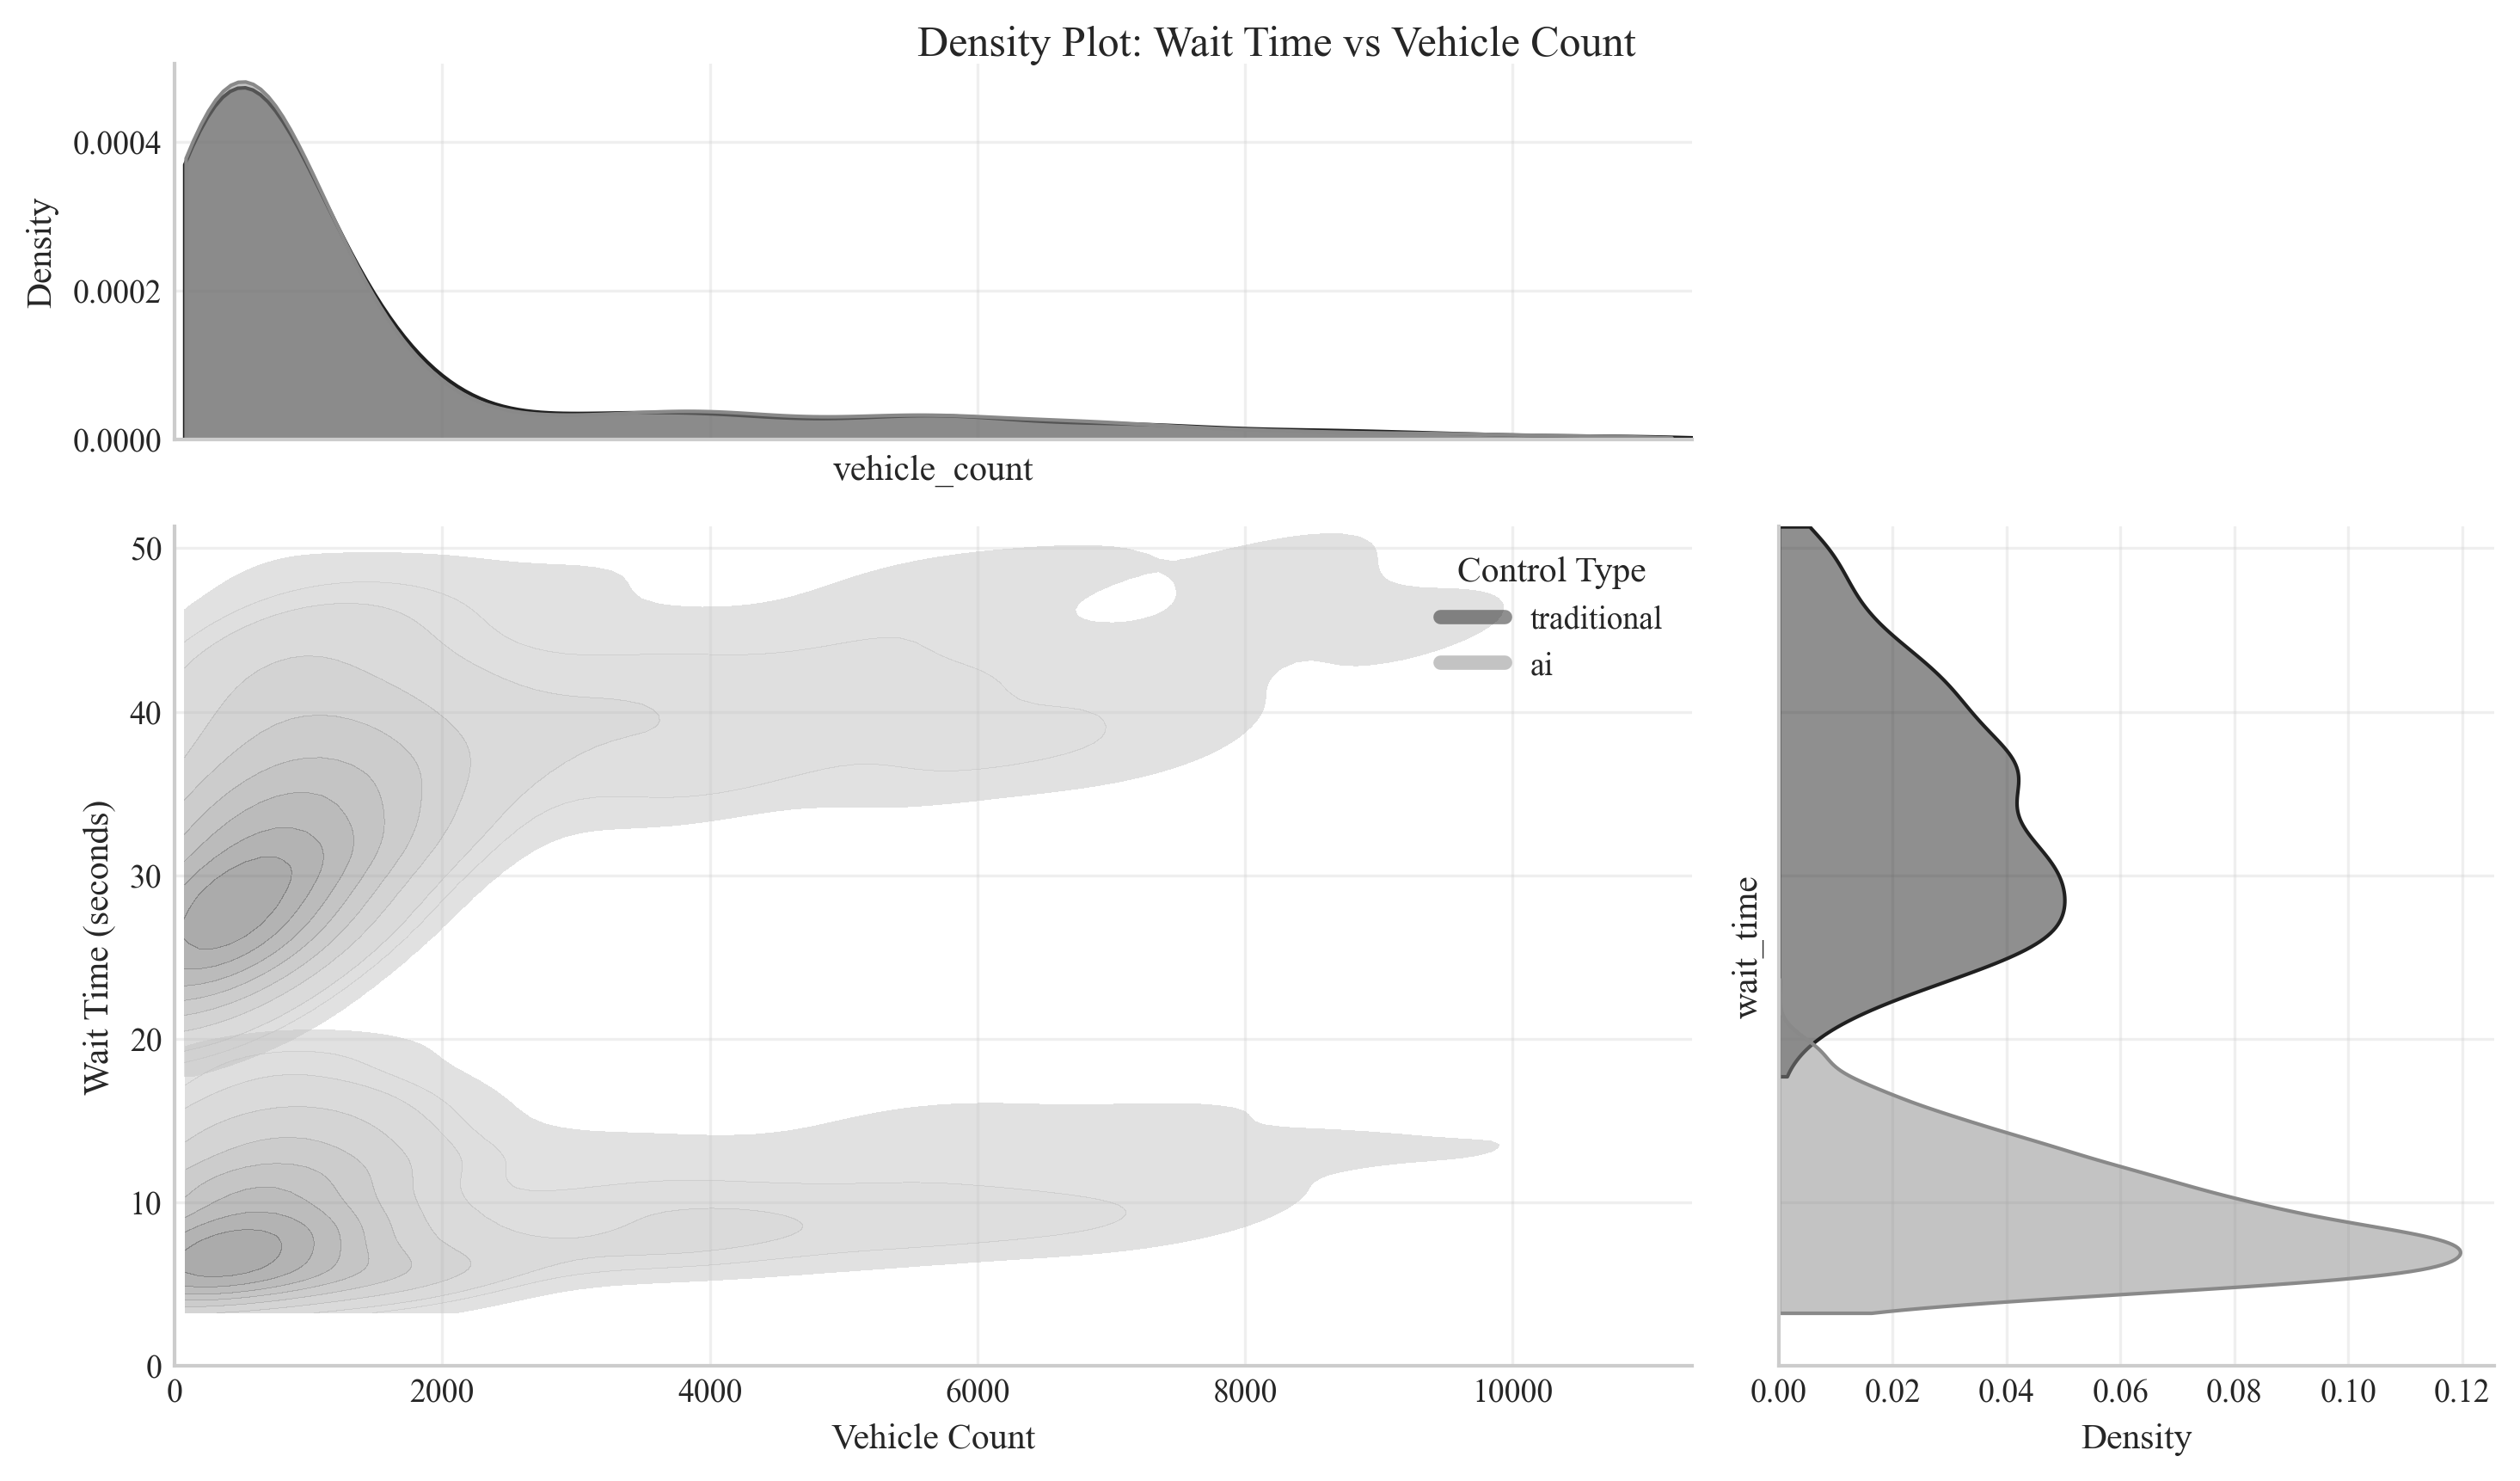 Density Plot: Wait Time vs Vehicle Count
Density
0.0004
0.0002
0.0000
vehicle_count
Wait Time (seconds)
50
40
30
20
10
0
0 2000 4000 6000 8000 10000
Vehicle Count
Control Type
traditional
ai
wait_time
0.00 0.02 0.04 0.06 0.08 0.10 0.12
Density